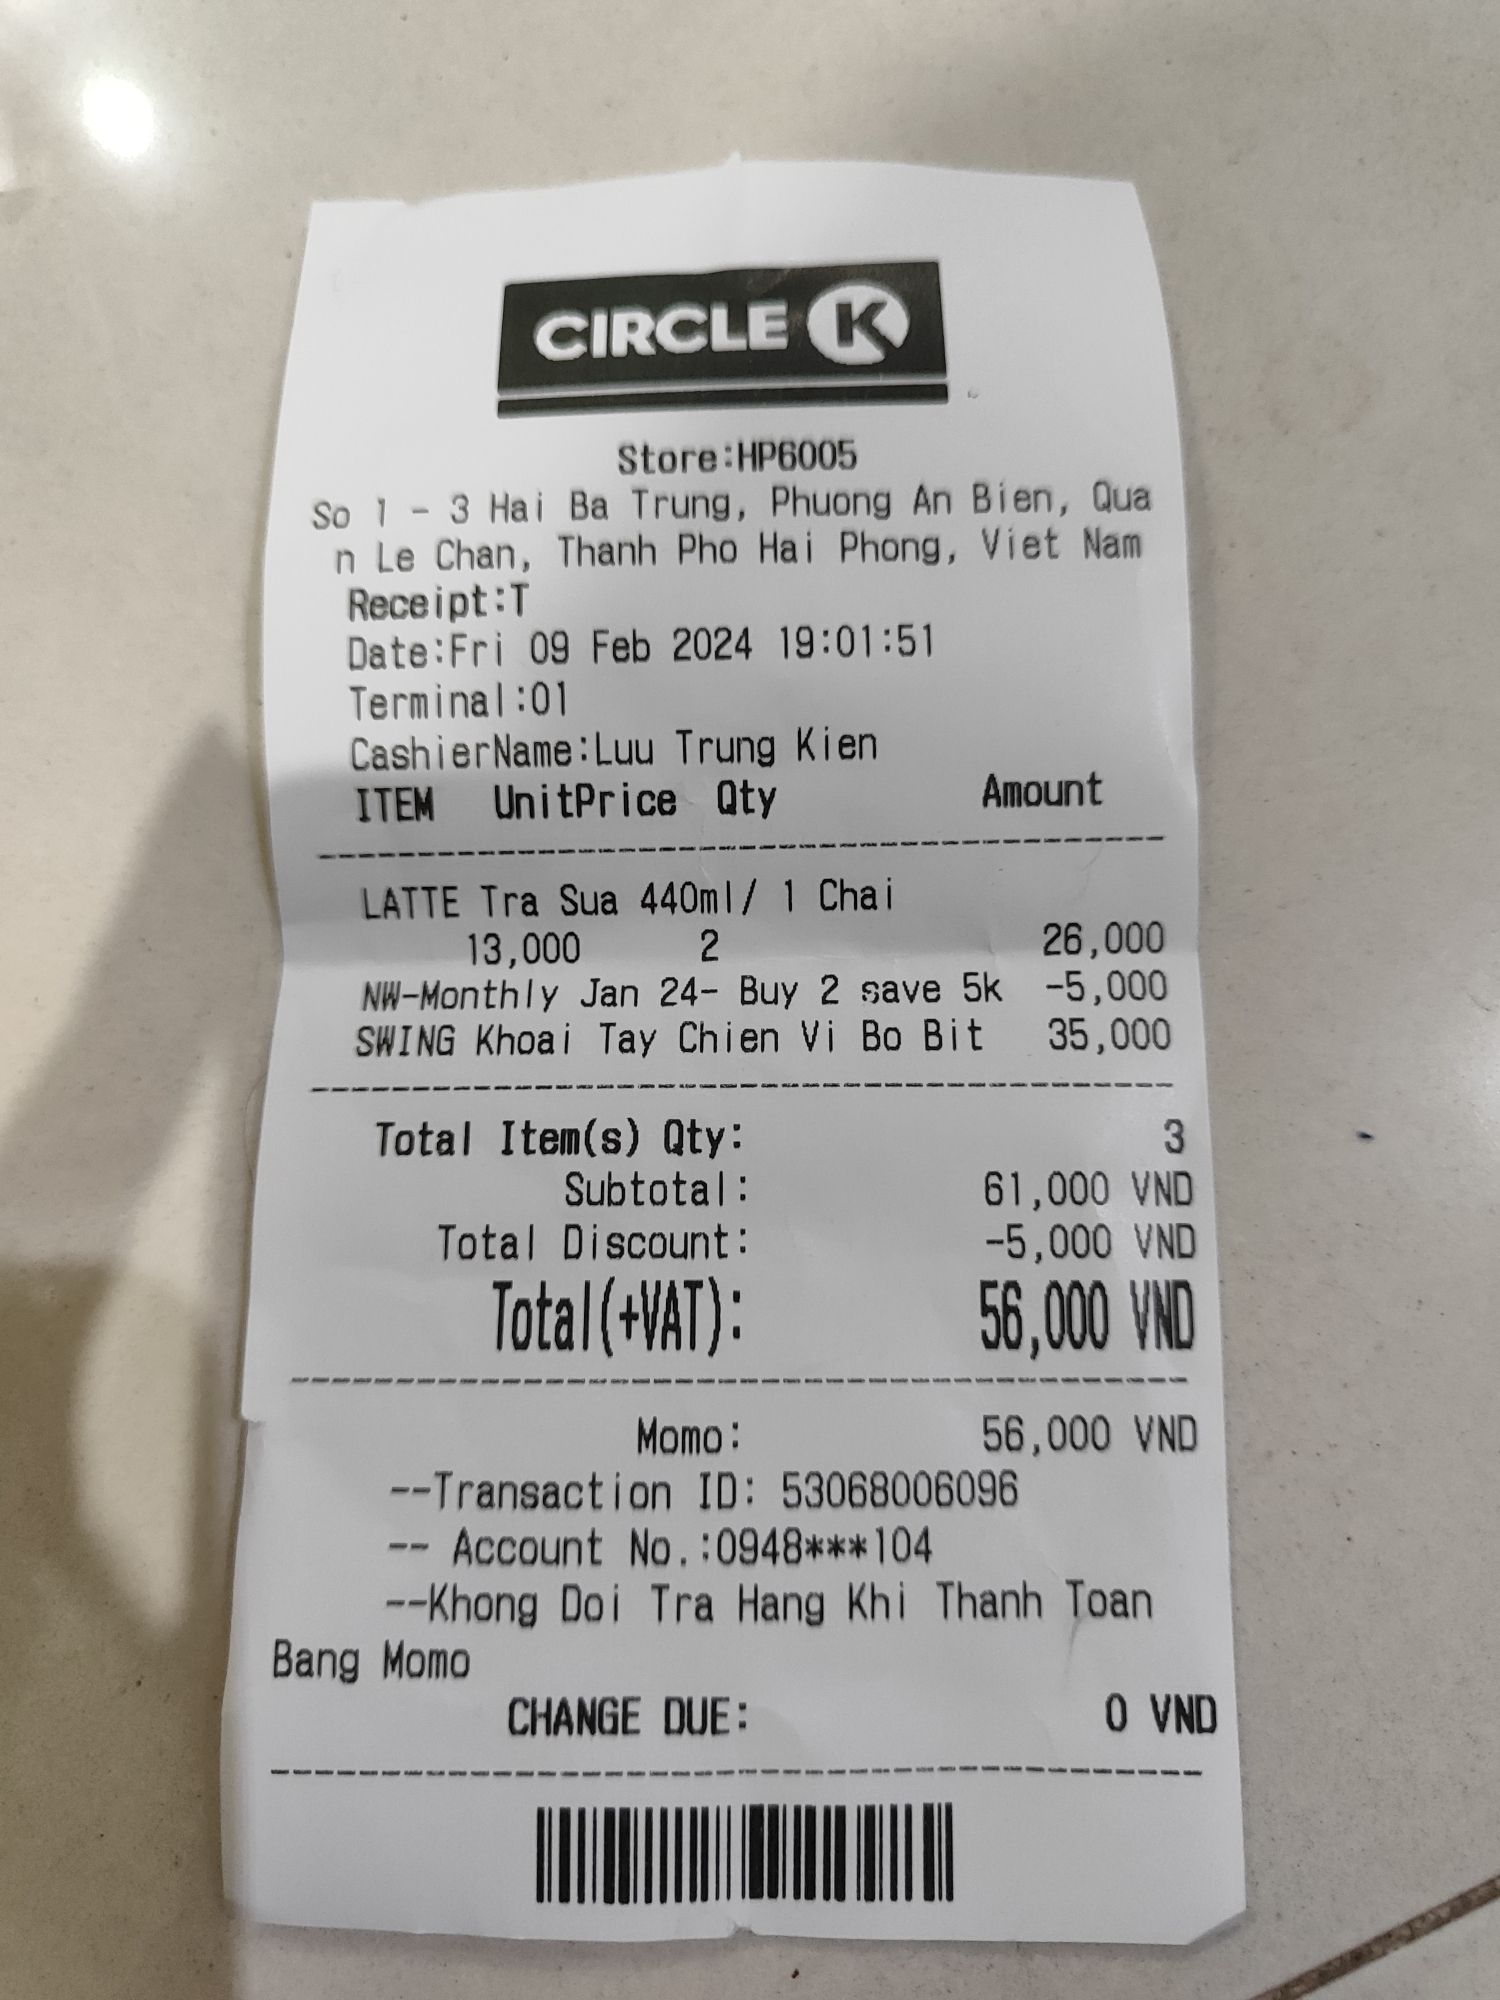 CIRCLE K
Store:HP6005
So 1 - 3 Hai Ba Trung, Phuong An Bien, Qua
n Le Chan, Thanh Pho Hai Phong, Viet Nam
Receipt:T
Date:Fri 09 Feb 2024 19:01:51
Terminal:01
CashierName:Luu Trung Kien
ITEM UnitPrice Qty Amount
LATTE Tra Sua 440ml/ 1 Chai
13,000 2 26,000
NW-Monthly Jan 24- Buy 2 save 5k -5,000
SWING Khoai Tay Chien Vi Bo Bit 35,000
Total Item(s) Qty: 3
Subtotal: 61,000 VND
Total Discount: -5,000 VND
Total(+VAT): 56,000 VND
Momo: 56,000 VND
--Transaction ID: 53068006096
-- Account No.:0948***104
--Khong Doi Tra Hang Khi Thanh Toan
Bang Momo
CHANGE DUE: 0 VND